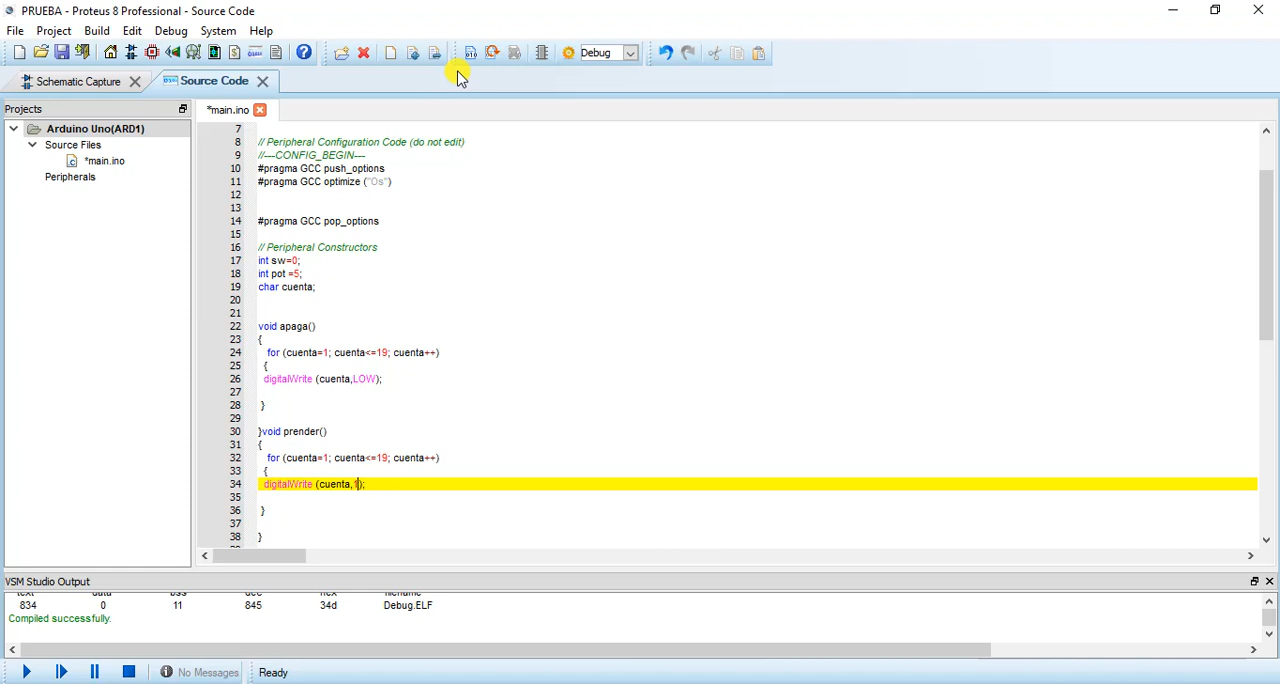 PRUEBA - Proteus 8 Professional - Source Code
File Project Build Edit Debug System Help
Debug
Schematic Capture Source Code
Projects
*main.ino
Arduino Uno(ARD1)
Source Files
*main.ino
Peripherals
7
8 // Peripheral Configuration Code (do not edit)
9 //---CONFIG_BEGIN---
10 #pragma GCC push_options
11 #pragma GCC optimize ("Os")
12
13
14 #pragma GCC pop_options
15
16 // Peripheral Constructors
17 int sw=0;
18 int pot =5;
19 char cuenta;
20
21
22 void apaga()
23 {
24 for (cuenta=1; cuenta<=19; cuenta++)
25 {
26 digitalWrite (cuenta,LOW);
27
28 }
29
30 }void prender()
31 {
32 for (cuenta=1; cuenta<=19; cuenta++)
33 {
34 digitalWrite (cuenta,1);
35
36 }
37
38 }
VSM Studio Output
834 0 11 845 34d Debug.ELF
Compiled successfully.
No Messages Ready